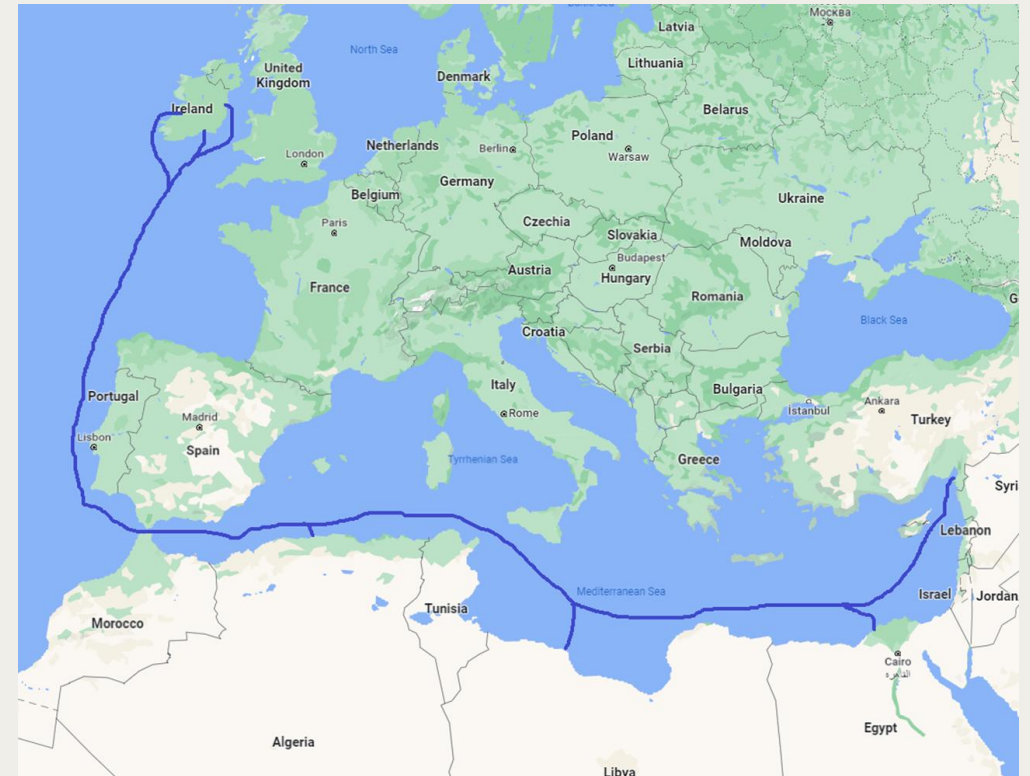 Москва
Latvia
North Sea
United
Kingdom
Denmark
Lithuania
Ireland
Belarus
Netherlands
Berlin
Poland
Warsaw
London
Germany
Belgium
Ukraine
Paris
Czechia
Slovakia
Moldova
Budapest
Austria
Hungary
France
Romania
Croatia
Black Sea
Serbia
Italy
Bulgaria
Portugal
Rome
Istanbul
Ankara
Madrid
Turkey
Lisbon
Spain
Tyrrhenian Sea
Greece
Syri
Lebanon
Mediterranean Sea
Israel
Jordan
Tunisia
Morocco
Cairo
القاهرة
Egypt
Algeria
Libya